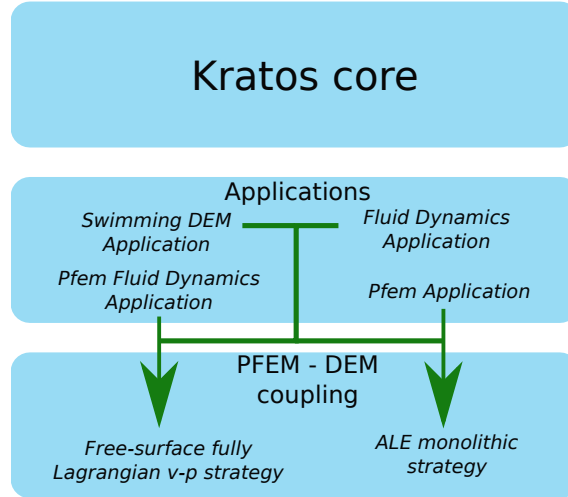 Kratos core
Applications
Swimming DEM
Application
Fluid Dynamics
Application
Pfem Fluid Dynamics
Application
Pfem Application
PFEM - DEM
coupling
Free-surface fully
Lagrangian v-p strategy
ALE monolithic
strategy